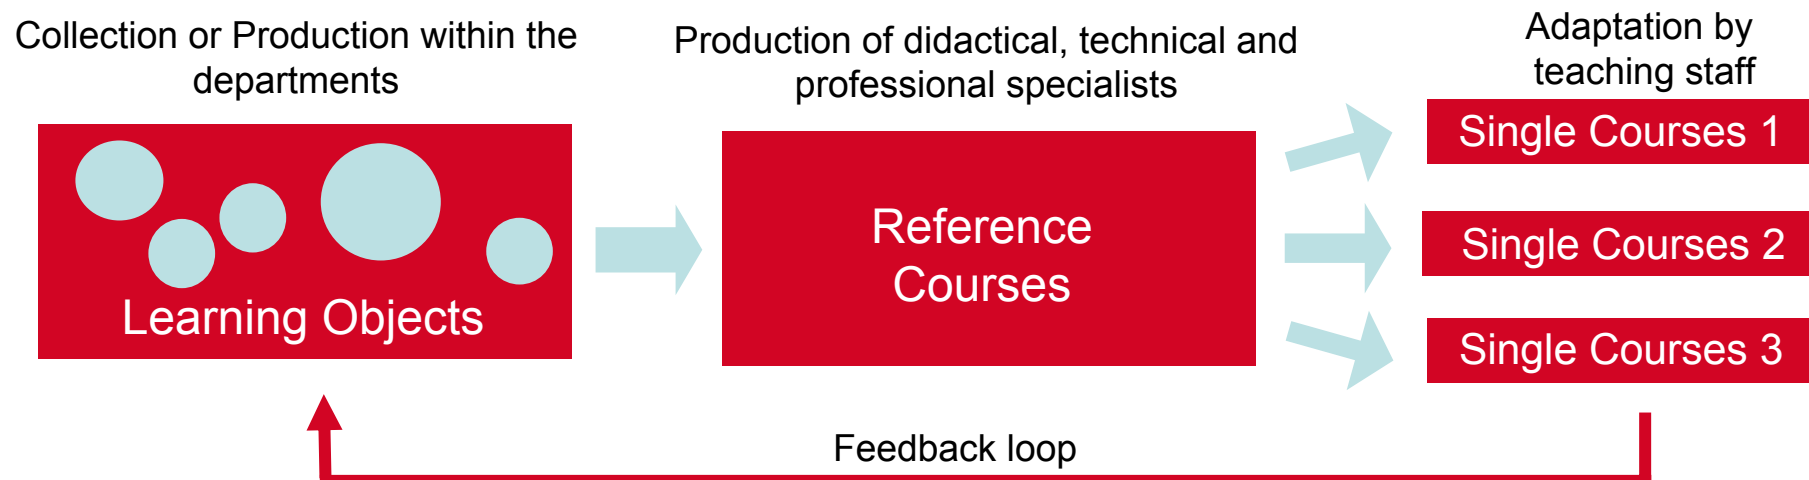 Collection or Production within the
departments
Learning Objects
Production of didactical, technical and
professional specialists
Reference
Courses
Adaptation by
teaching staff
Single Courses 1
Single Courses 2
Single Courses 3
Feedback loop